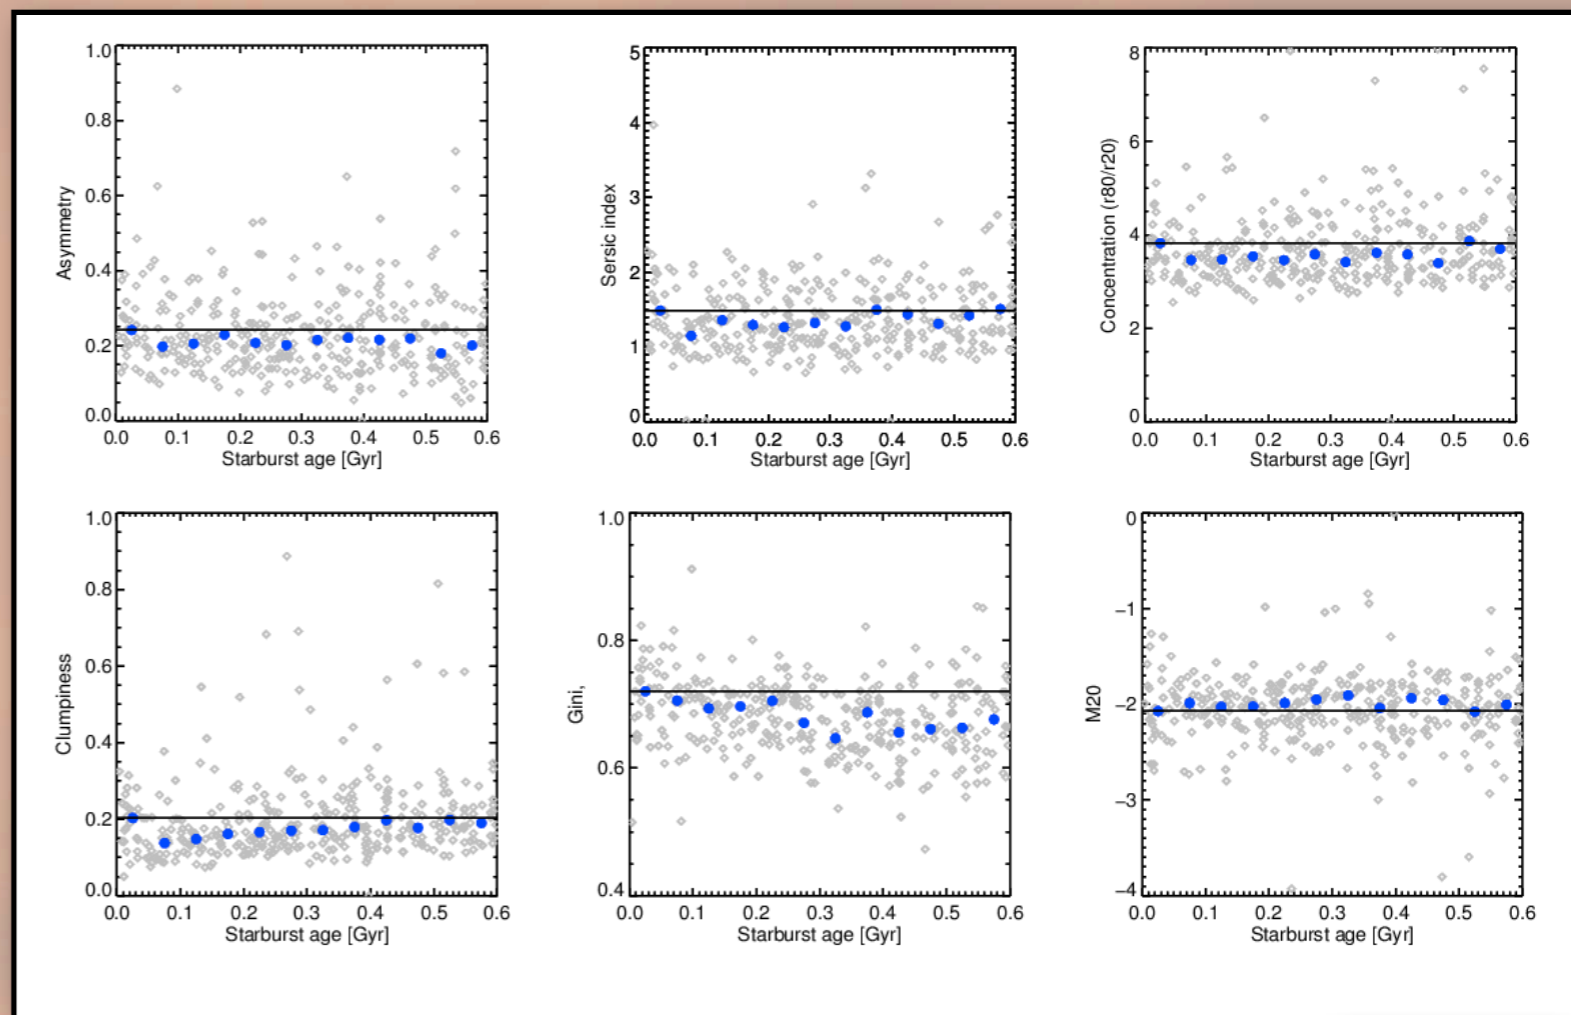 1.0
0.8
0.6
0.4
0.2
0.0
Asymmetry
0.0 0.1 0.2 0.3 0.4 0.5 0.6
Starburst age [Gyr]
5
4
3
2
1
0
Sersic index
0.0 0.1 0.2 0.3 0.4 0.5 0.6
Starburst age [Gyr]
8
6
4
2
0
Concentration (r80/r20)
0.0 0.1 0.2 0.3 0.4 0.5 0.6
Starburst age [Gyr]
1.0
0.8
0.6
0.4
0.2
0.0
Clumpiness
0.0 0.1 0.2 0.3 0.4 0.5 0.6
Starburst age [Gyr]
1.0
0.8
0.6
0.4
Gini,
0.0 0.1 0.2 0.3 0.4 0.5 0.6
Starburst age [Gyr]
0
−1
−2
−3
−4
M20
0.0 0.1 0.2 0.3 0.4 0.5 0.6
Starburst age [Gyr]